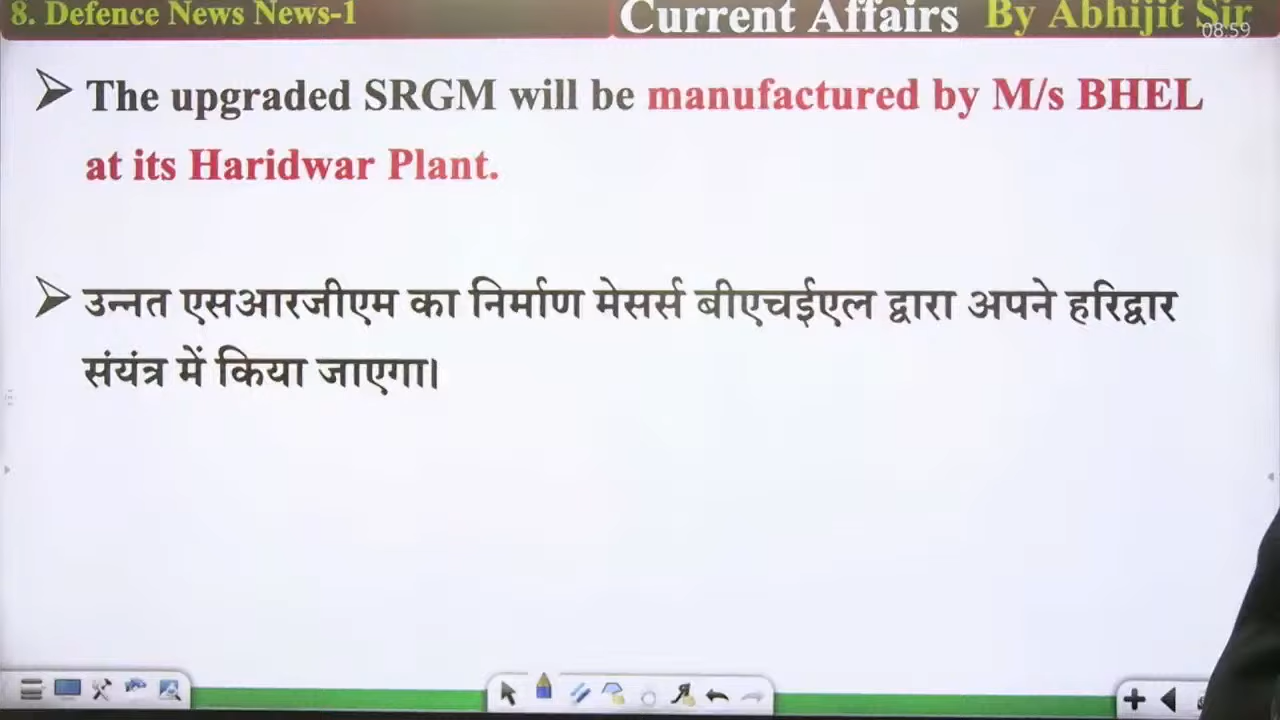 8. Defence News News-1
Current Affairs By Abhijit Sir
08:59
The upgraded SRGM will be manufactured by M/s BHEL
at its Haridwar Plant.
उन्नत एसआरजीएम का निर्माण मेसर्स बीएचईएल द्वारा अपने हरिद्वार
संयंत्र में किया जाएगा।